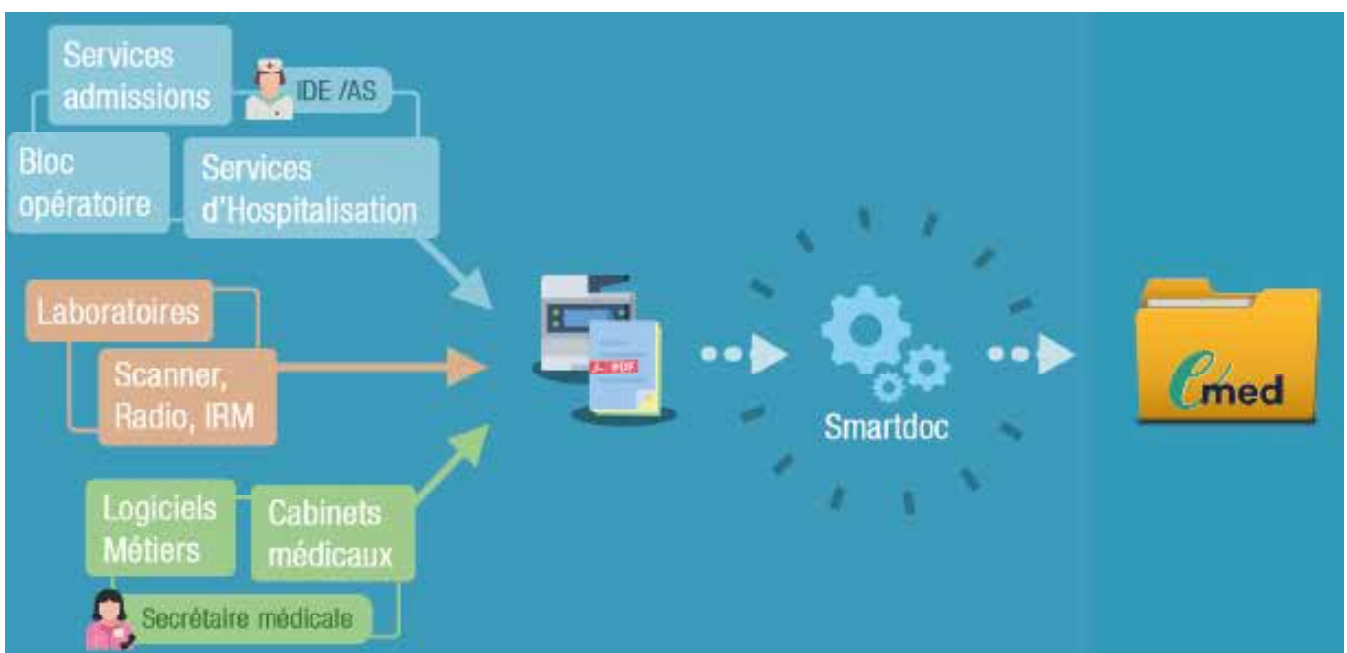 Services
admissions
IDE /AS
Bloc
opératoire
Services
d'Hospitalisation
Laboratoires
Scanner,
Radio, IRM
PDF
Smartdoc
e'med
Logiciels
Métiers
Cabinets
médicaux
Secrétaire médicale